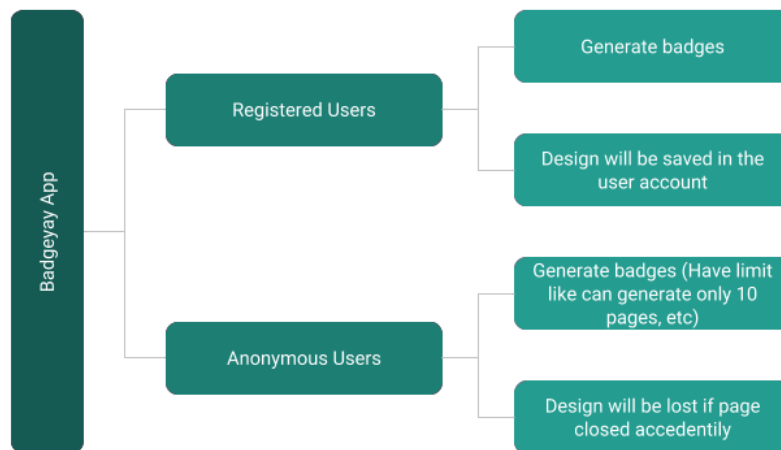 Badgeyay App
Registered Users
Generate badges
Design will be saved in the
user account
Anonymous Users
Generate badges (Have limit
like can generate only 10
pages, etc)
Design will be lost if page
closed accedentily